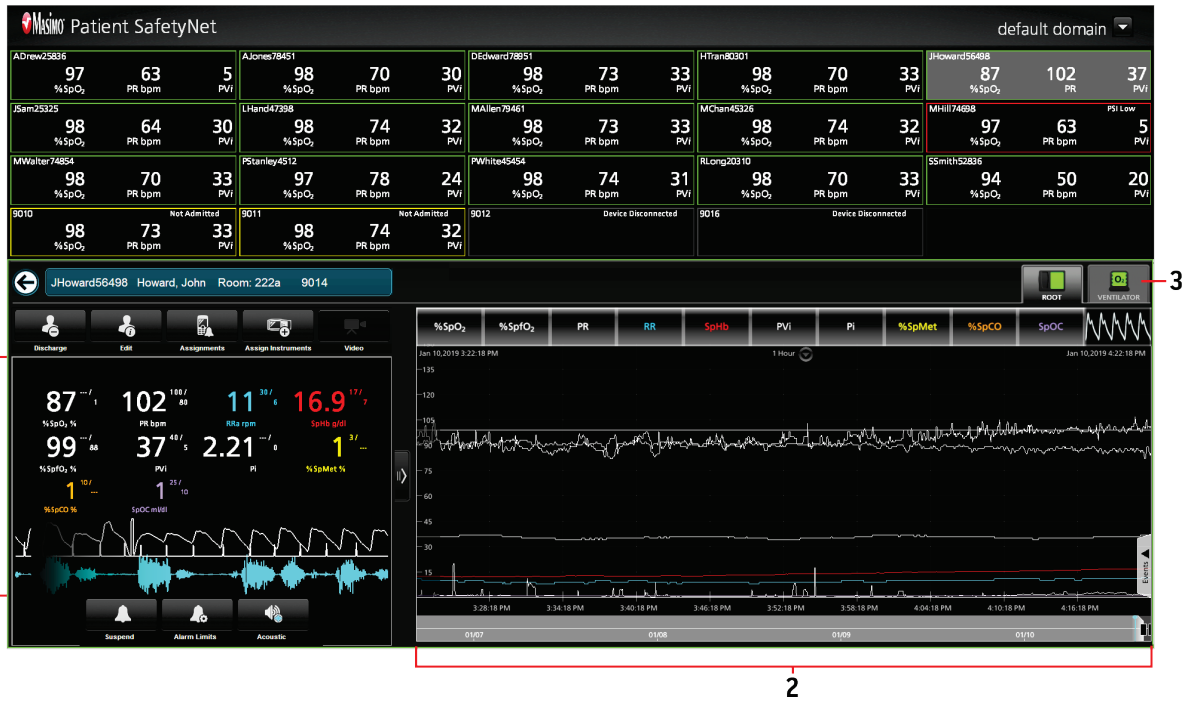 Masimo Patient SafetyNet
default domain
ADrew25836 AJones78451 DEdward78951 HTran80301 JHoward56498
97 63 5 98 70 30 98 73 33 98 70 33 87 102 37
%SpO₂ PR bpm PVi %SpO₂ PR bpm PVi %SpO₂ PR bpm PVi %SpO₂ PR bpm PVi %SpO₂ PR PVi
JSam25325 LHand47398 MAllen79461 MChan45326 MHill74698 PSI Low
98 64 30 98 74 32 98 73 33 98 74 32 97 63 5
%SpO₂ PR bpm PVi %SpO₂ PR bpm PVi %SpO₂ PR bpm PVi %SpO₂ PR bpm PVi %SpO₂ PR bpm PVi
MWalter74854 PStanley4512 PWhite45454 RLong20310 SSmith52836
98 70 33 97 78 24 98 74 31 98 70 33 94 50 20
%SpO₂ PR bpm PVi %SpO₂ PR bpm PVi %SpO₂ PR bpm PVi %SpO₂ PR bpm PVi %SpO₂ PR bpm PVi
9010 Not Admitted 9011 Not Admitted 9012 Device Disconnected 9016 Device Disconnected
98 73 33 98 74 32
%SpO₂ PR bpm PVi %SpO₂ PR bpm PVi
JHoward56498 Howard, John Room: 222a 9014
O₂
ROOT VENTILATOR
3
Discharge Edit Assignments Assign Instruments Video
87 ---/ 1 102 100/ 80 11 30/ 6 16.9 17/ 7
%SpO₂ % PR bpm RRa rpm SpHb g/dl
99 ---/ 88 37 40/ 5 2.21 ---/ 0 1 3/ ---
%SpfO₂ % PVi Pi %SpMet %
1 10/ --- 1 25/ 10
%SpCO % SpOC ml/dl
Suspend Alarm Limits Acoustic
%SpO₂ %SpfO₂ PR RR SpHb PVi Pi %SpMet %SpCO SpOC
Jan 10,2019 3:22:18 PM 1 Hour Jan 10,2019 4:22:18 PM
135
120
105
90
75
60
45
30
15
Events
3:28:18 PM 3:34:18 PM 3:40:18 PM 3:46:18 PM 3:52:18 PM 3:58:18 PM 4:04:18 PM 4:10:18 PM 4:16:18 PM
01/07 01/08 01/09 01/10
2